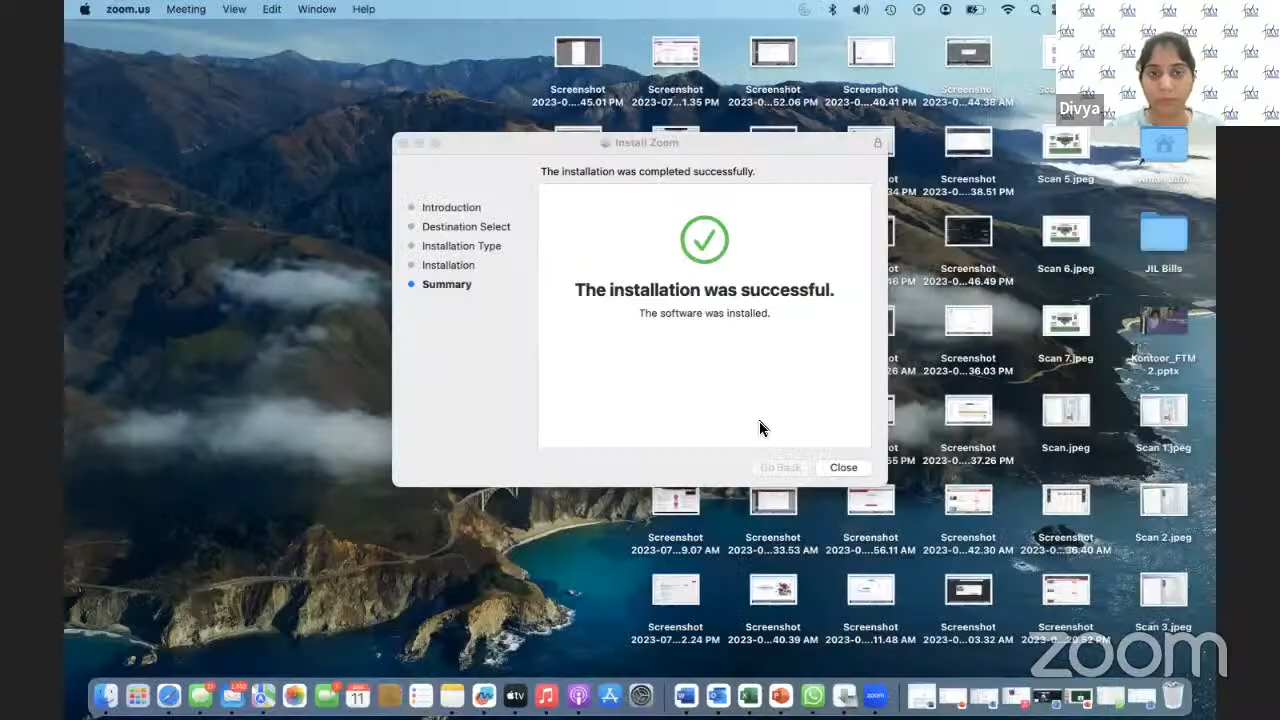 zoom.us Meeting View Edit Window Help
Screenshot
2023-0....45.01 PM
Screenshot
2023-07...1.35 PM
Screenshot
2023-0...52.06 PM
Screenshot
2023-0....40.41 PM
2023-0....44.38 AM
Divya
Install Zoom
The installation was completed successfully.
Introduction
Destination Select
Installation Type
Installation
Summary
The installation was successful.
The software was installed.
Go Back
Close
Screenshot
2023-0....38.51 PM
Scan 5.jpeg
Screenshot
2023-0...46.49 PM
Scan 6.jpeg
JIL Bills
Screenshot
2023-0....36.03 PM
Scan 7.jpeg
Kontoor_FTM
2.pptx
Screenshot
2023-0....37.26 PM
Scan.jpeg
Scan 1.jpeg
Screenshot
2023-07...9.07 AM
Screenshot
2023-0...33.53 AM
Screenshot
2023-0....56.11 AM
Screenshot
2023-0...42.30 AM
Screenshot
2023-0...36.40 AM
Scan 2.jpeg
Screenshot
2023-07...2.24 PM
Screenshot
2023-0...40.39 AM
Screenshot
2023-0....11.48 AM
Screenshot
2023-0....03.32 AM
Screenshot
Scan 3.jpeg
zoom
11
tv
zoom